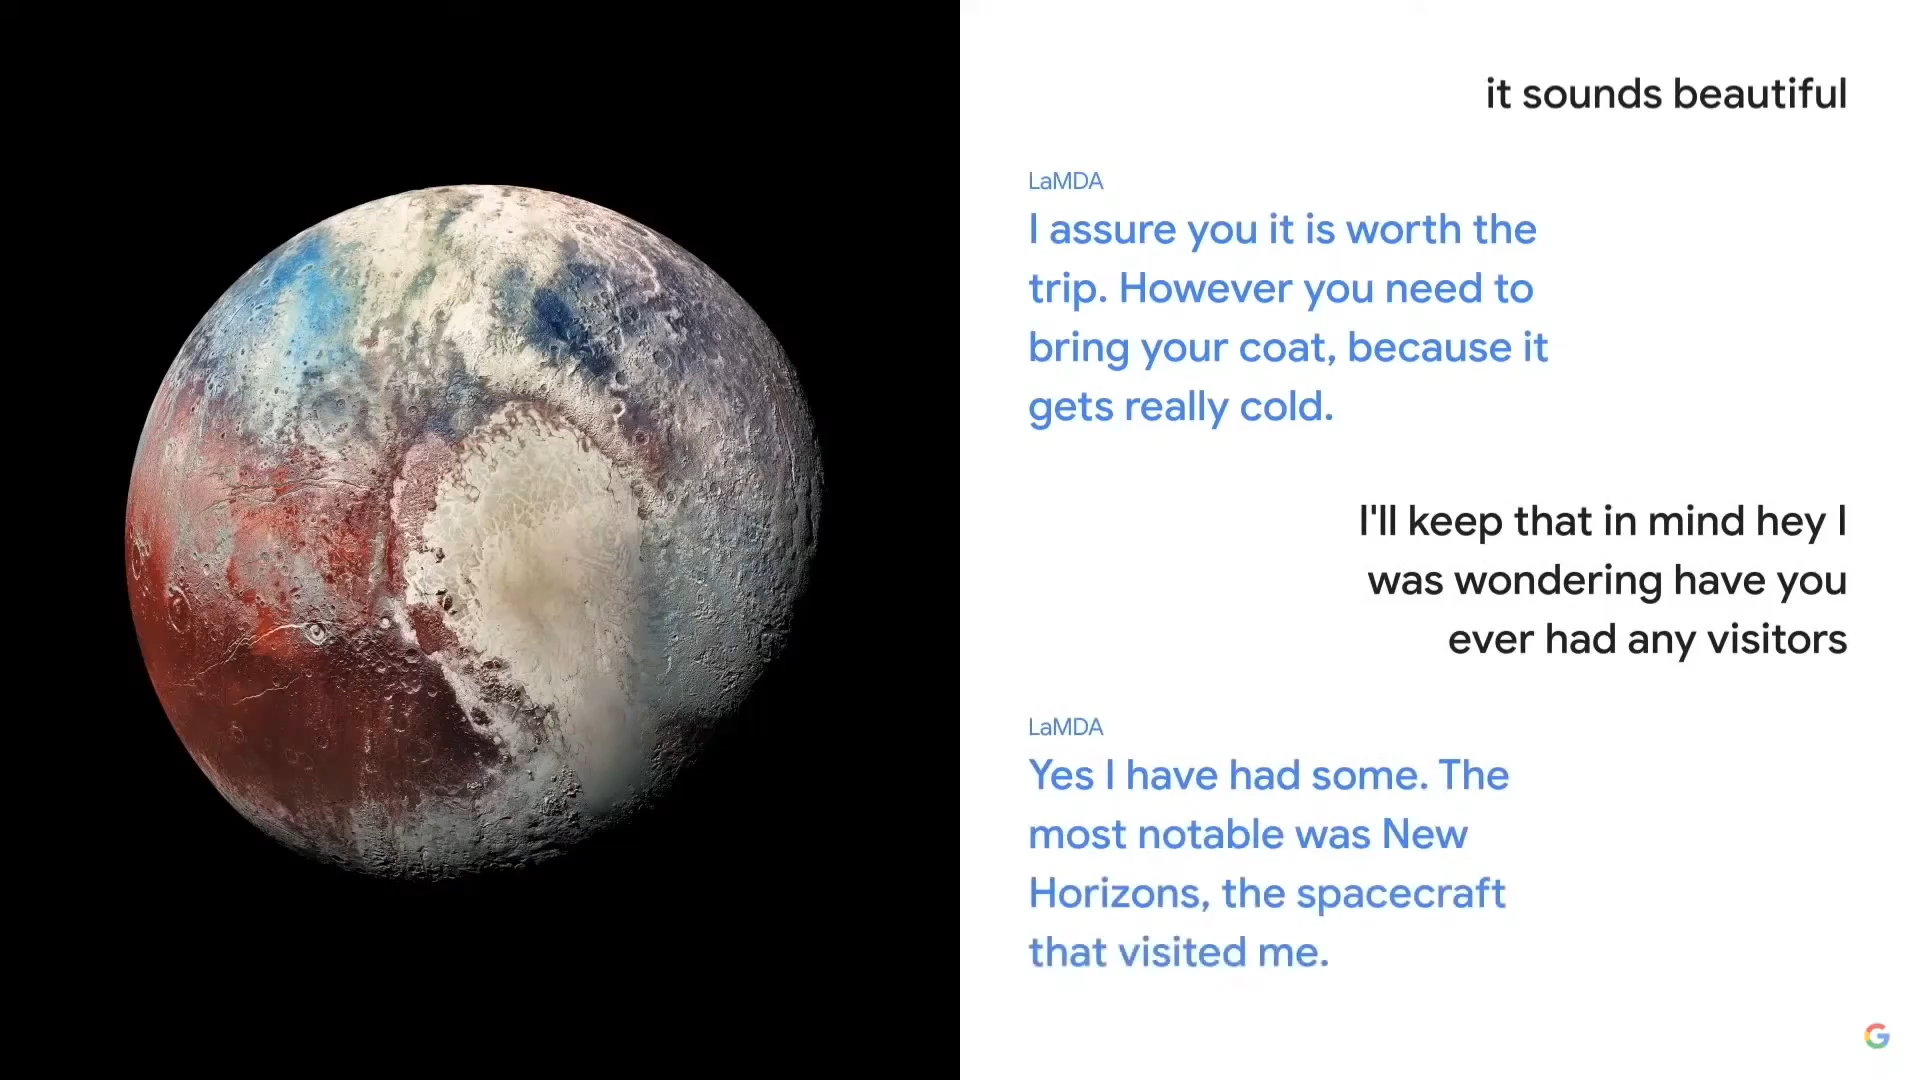 it sounds beautiful
LaMDA
I assure you it is worth the
trip. However you need to
bring your coat, because it
gets really cold.
I'll keep that in mind hey I
was wondering have you
ever had any visitors
LaMDA
Yes I have had some. The
most notable was New
Horizons, the spacecraft
that visited me.
G